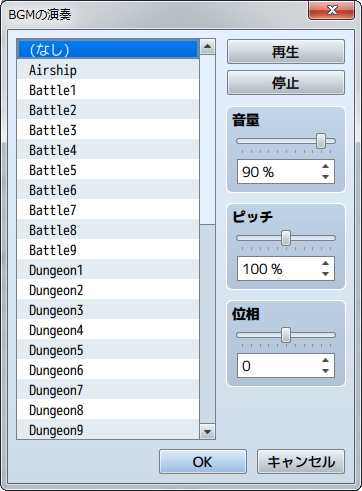 BGMの演奏
(なし)
Airship
Battle1
Battle2
Battle3
Battle4
Battle5
Battle6
Battle7
Battle8
Battle9
Dungeon1
Dungeon2
Dungeon3
Dungeon4
Dungeon5
Dungeon6
Dungeon7
Dungeon8
Dungeon9
再生
停止
音量
90 %
ピッチ
100 %
位相
0
OK
キャンセル